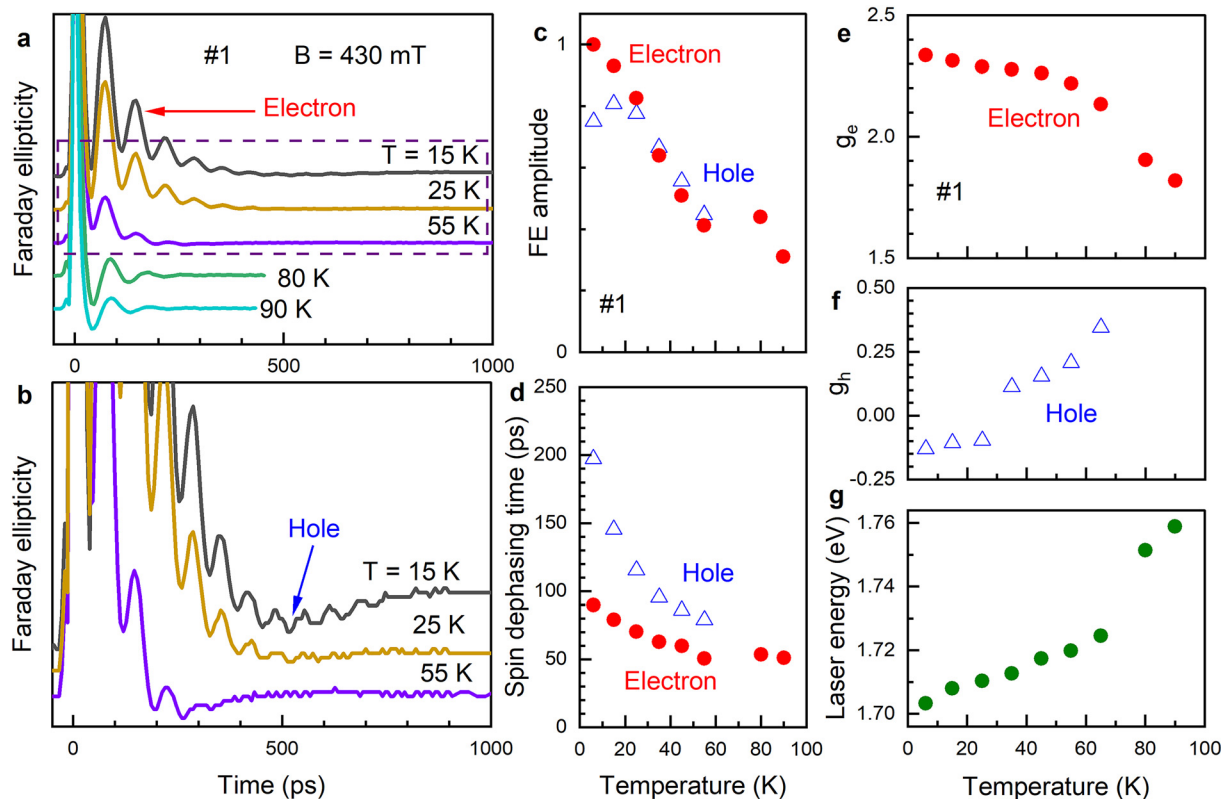 a
#1
B = 430 mT
Electron
T = 15 K
25 K
55 K
80 K
90 K
Faraday ellipticity
0
500
1000
b
Hole
T = 15 K
25 K
55 K
Faraday ellipticity
0
500
1000
Time (ps)
c
1
Electron
Hole
#1
FE amplitude
0
d
250
200
150
100
50
0
Hole
Electron
Spin dephasing time (ps)
0 20 40 60 80 100
Temperature (K)
e
2.5
2.0
1.5
Electron
#1
gₑ
f
0.50
0.25
0.00
-0.25
Hole
gₕ
g
1.76
1.74
1.72
1.70
Laser energy (eV)
0 20 40 60 80 100
Temperature (K)